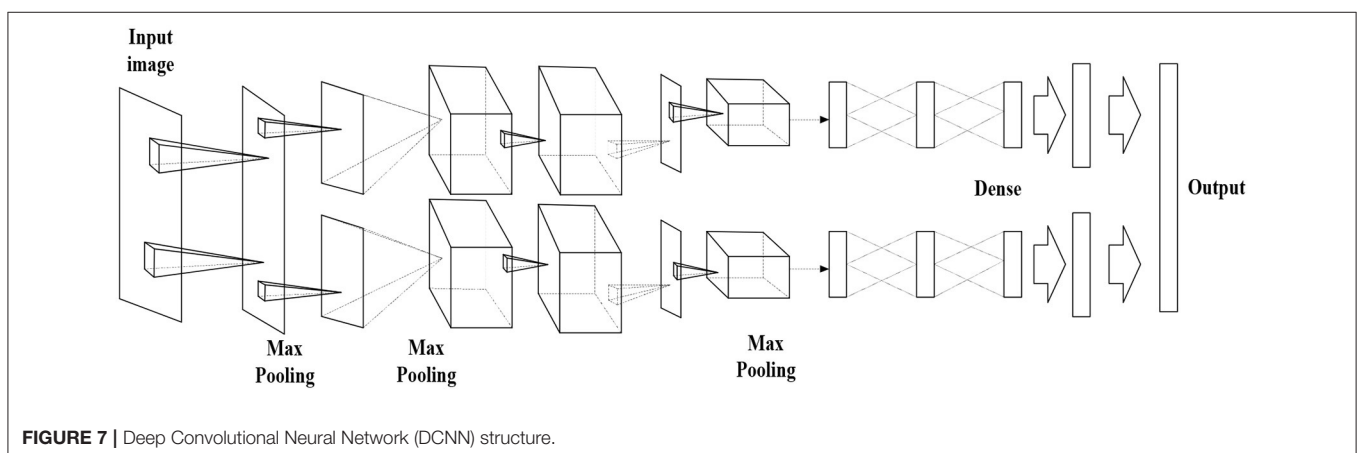 Input
image
Dense
Output
Max
Pooling
Max
Pooling
Max
Pooling
FIGURE 7 | Deep Convolutional Neural Network (DCNN) structure.